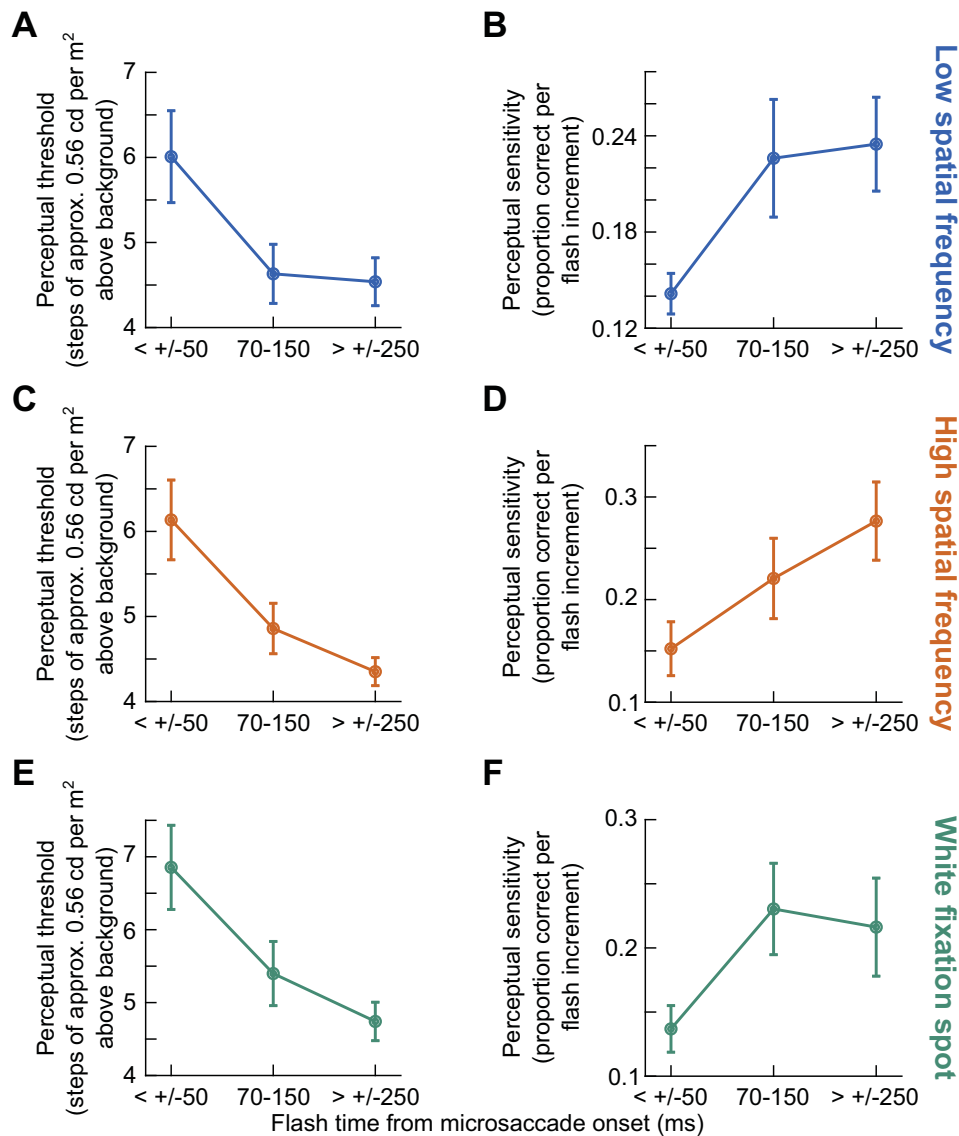 A
Perceptual threshold
(steps of approx. 0.56 cd per m²
above background)
7
6
5
4
< +/-50 70-150 > +/-250
B
Perceptual sensitivity
(proportion correct per
flash increment)
0.24
0.18
0.12
< +/-50 70-150 > +/-250
Low spatial frequency
C
Perceptual threshold
(steps of approx. 0.56 cd per m²
above background)
7
6
5
4
< +/-50 70-150 > +/-250
D
Perceptual sensitivity
(proportion correct per
flash increment)
0.3
0.2
0.1
< +/-50 70-150 > +/-250
High spatial frequency
E
Perceptual threshold
(steps of approx. 0.56 cd per m²
above background)
7
6
5
4
< +/-50 70-150 > +/-250
F
Perceptual sensitivity
(proportion correct per
flash increment)
0.3
0.2
0.1
< +/-50 70-150 > +/-250
White fixation spot
Flash time from microsaccade onset (ms)